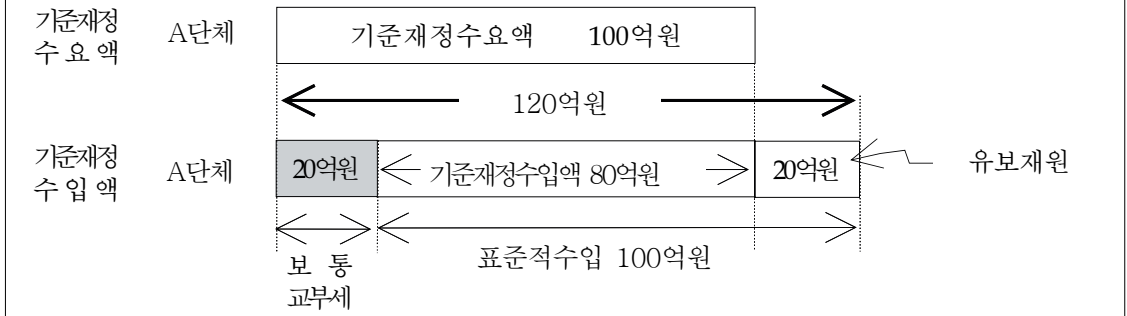 기준재정
수 요 액
A단체
기준재정수요액 100억원
120억원
기준재정
수 입 액
A단체
20억원
기준재정수입액 80억원
20억원
유보재원
표준적수입 100억원
보 통
교부세